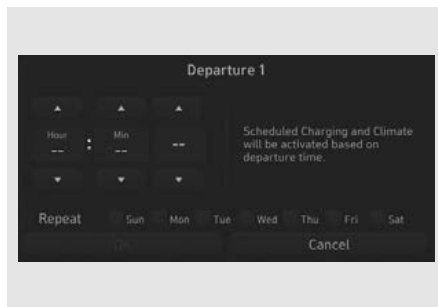 Departure 1
Hour : Min
-- -- --
Scheduled Charging and Climate
will be activated based on
departure time.
Repeat Sun Mon Tue Wed Thu Fri Sat
OK Cancel